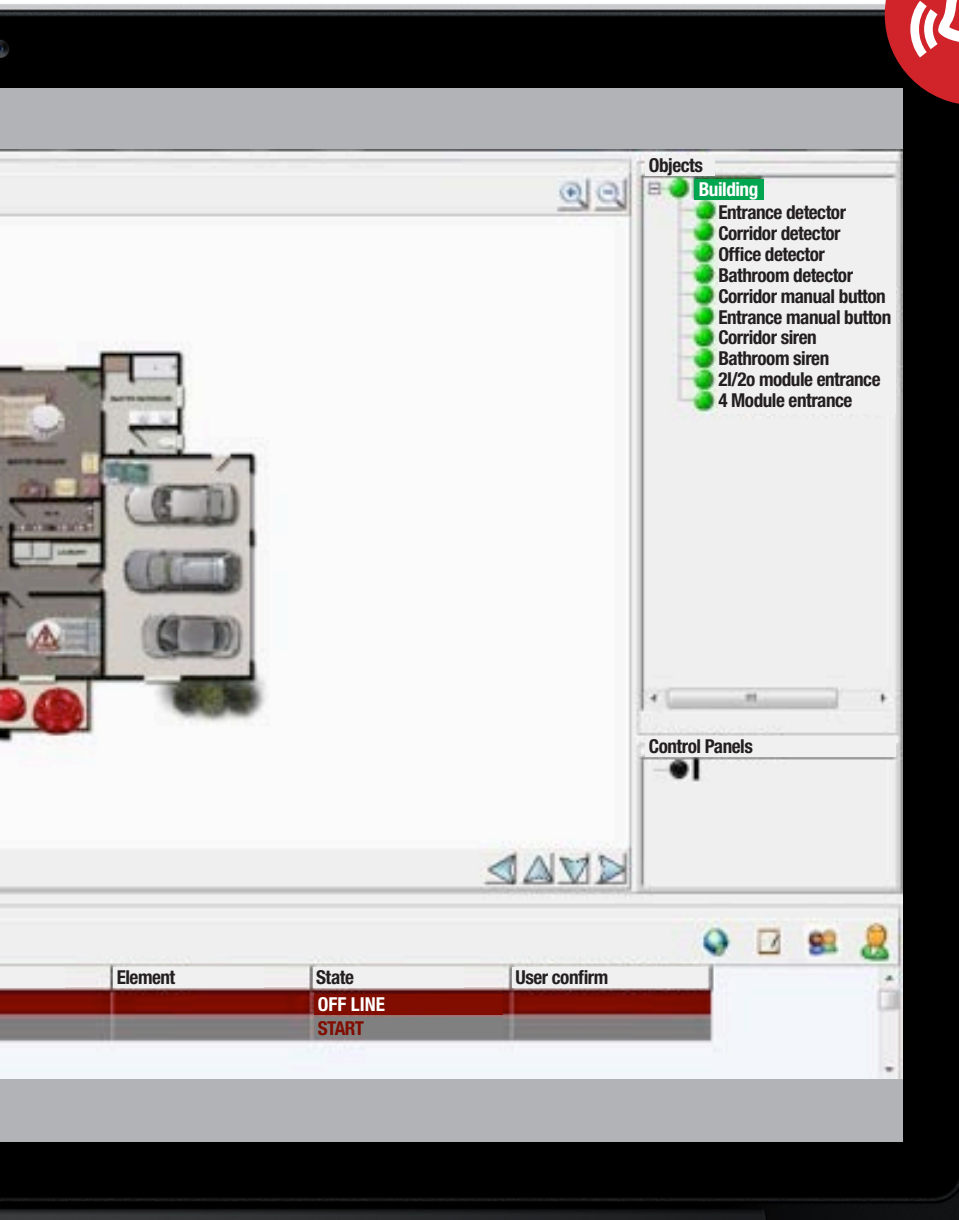 Objects
Building
Entrance detector
Corridor detector
Office detector
Bathroom detector
Corridor manual button
Entrance manual button
Corridor siren
Bathroom siren
2I/2o module entrance
4 Module entrance
Control Panels
Element State User confirm
OFF LINE
START